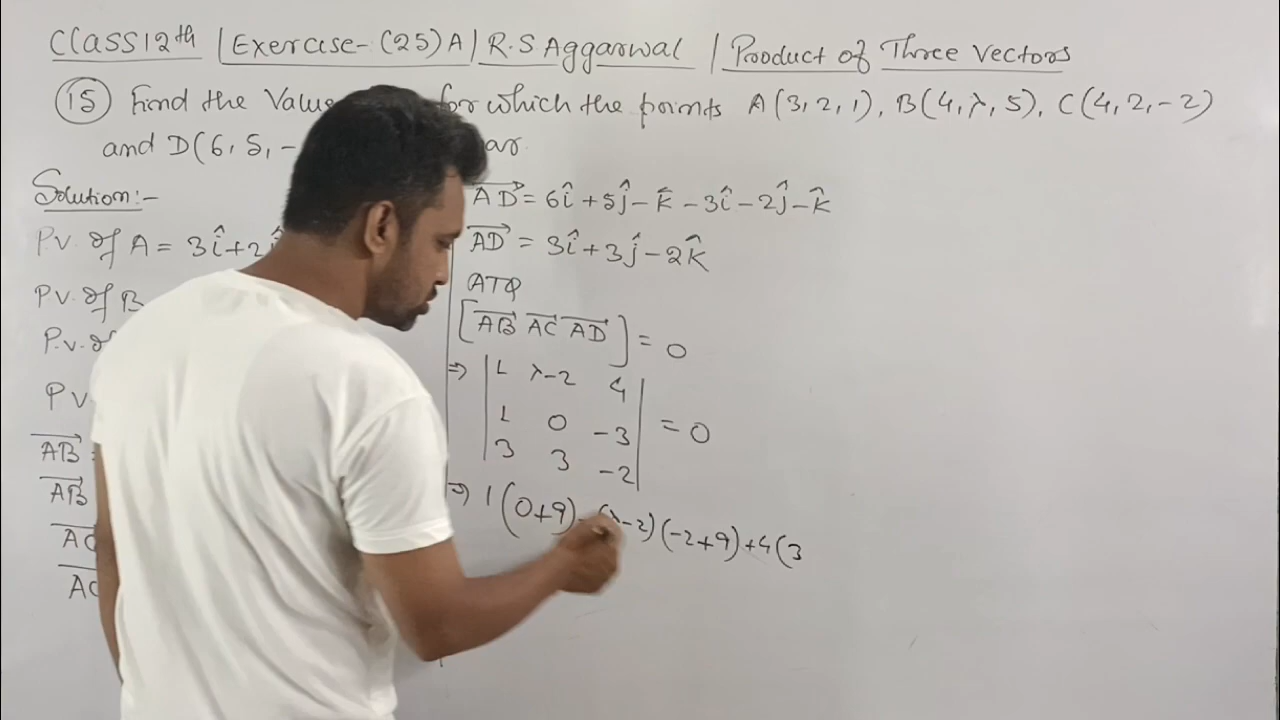 Class 12th | Exercise-(25)A | R.S Aggarwal | Product of Three Vectors
(15) Find the Value for which the points A(3, 2, 1), B(4, λ, 5), C(4, 2, -2)
and D(6, 5, -
Solution:-
P.v. of A = 3î+2
P.v. of B
P.v. of
P.v
AB
AB
AC
AC
AD = 6î + 5ĵ - k̂ - 3î - 2ĵ - k̂
AD = 3î + 3ĵ - 2k̂
ATQ
[AB AC AD] = 0
⇒ | 1 λ-2 4 |
| 1 0 -3 | = 0
| 3 3 -2 |
⇒ 1(0+9) - (λ-2)(-2+9)+4(3